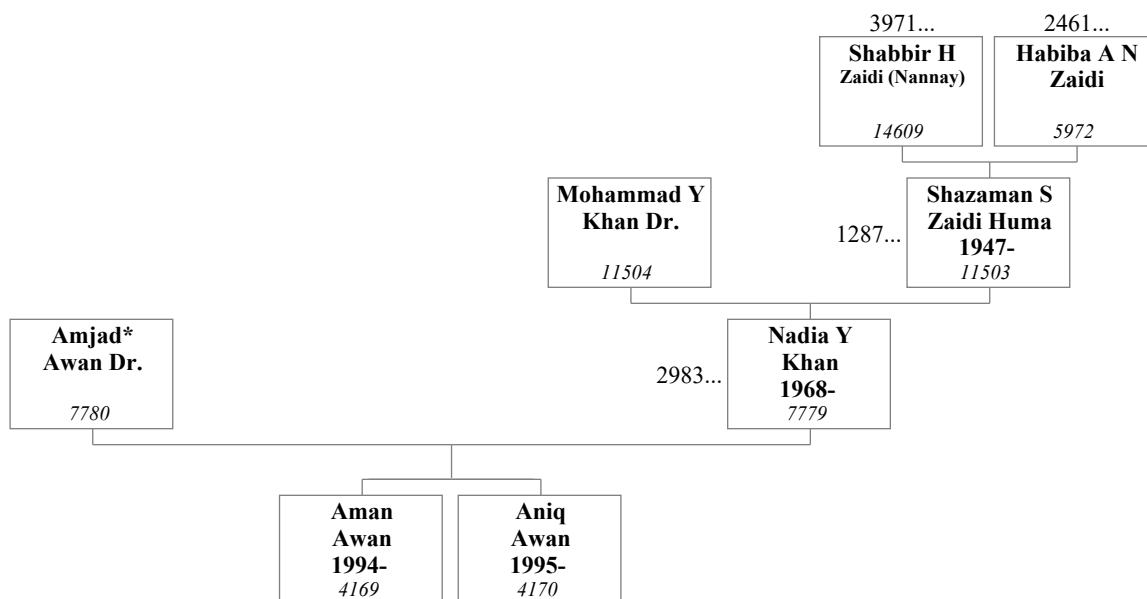 3971...
2461...
Shabbir H
Zaidi (Nannay)
14609
Habiba A N
Zaidi
5972
Mohammad Y
Khan Dr.
11504
1287...
Shazaman S
Zaidi Huma
1947-
11503
Amjad*
Awan Dr.
7780
2983...
Nadia Y
Khan
1968-
7779
Aman
Awan
1994-
4169
Aniq
Awan
1995-
4170